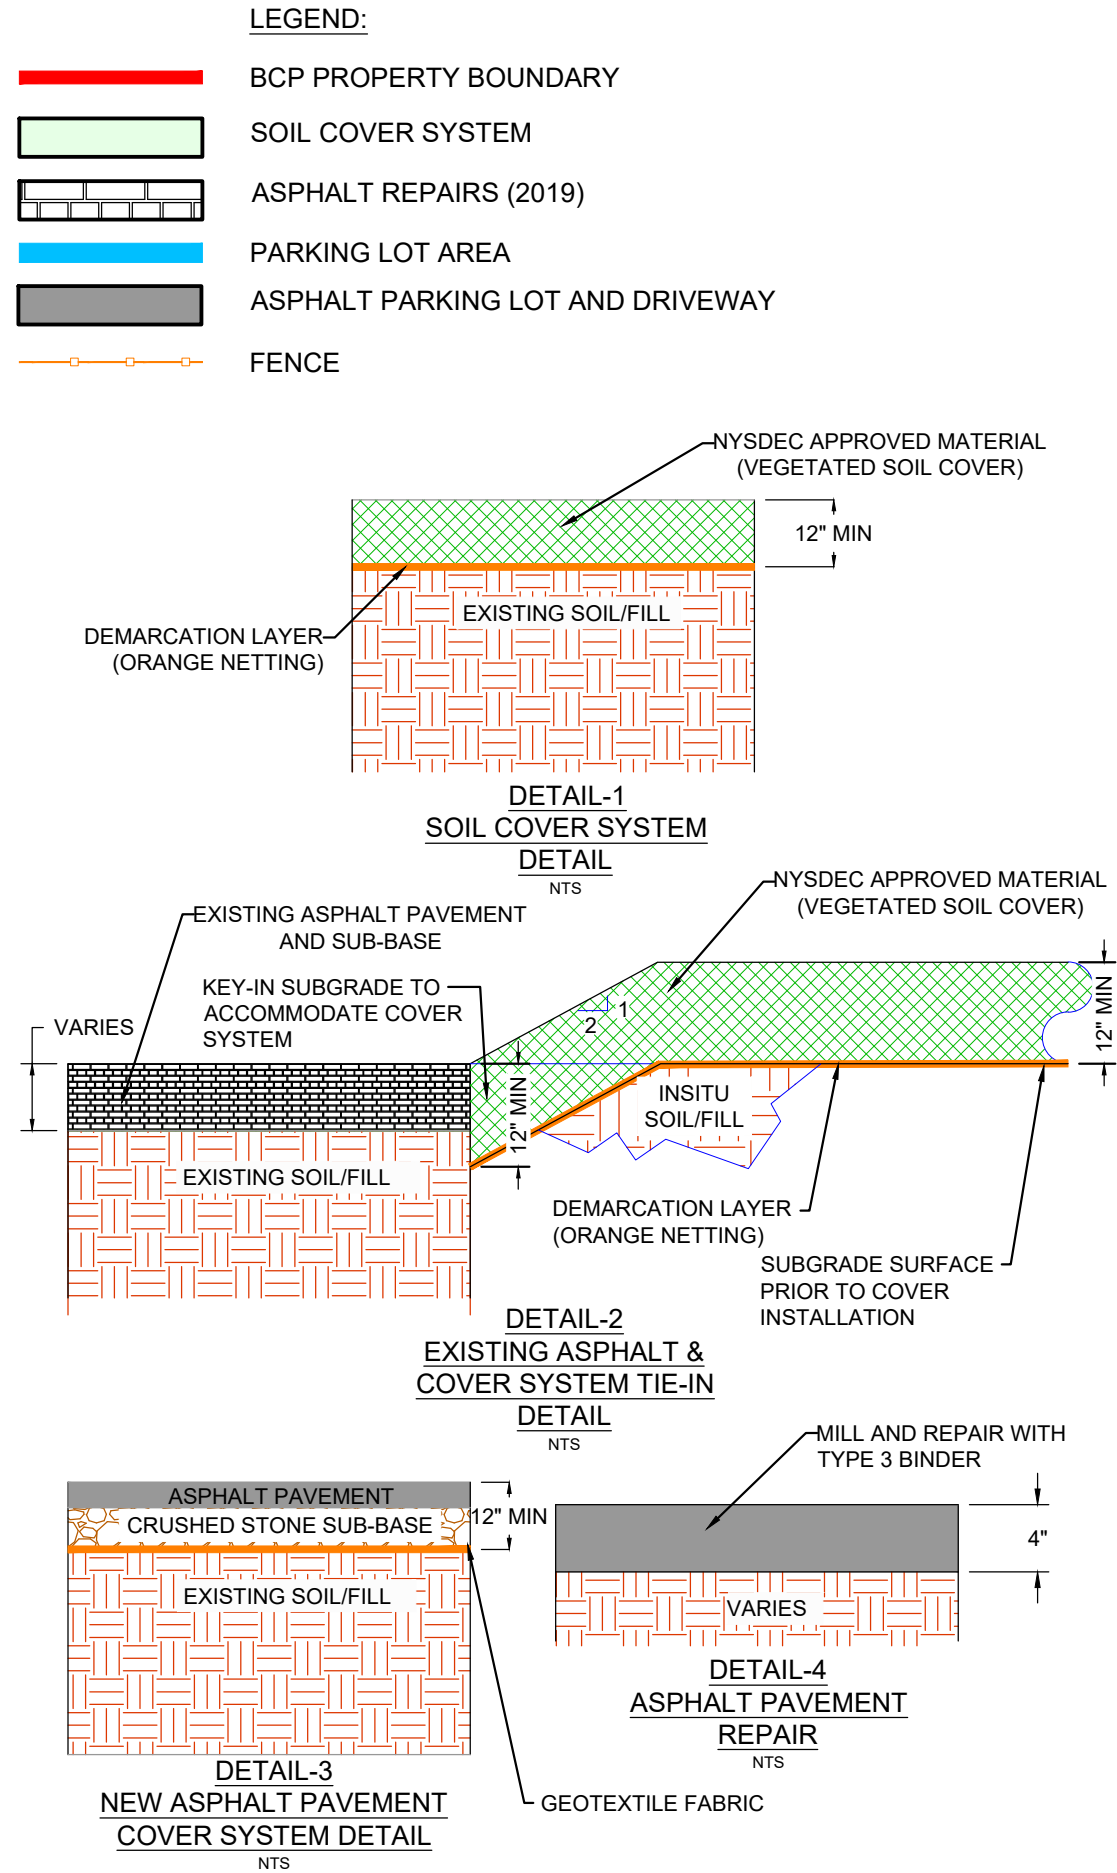 LEGEND:
BCP PROPERTY BOUNDARY
SOIL COVER SYSTEM
ASPHALT REPAIRS (2019)
PARKING LOT AREA
ASPHALT PARKING LOT AND DRIVEWAY
FENCE
NYSDEC APPROVED MATERIAL
(VEGETATED SOIL COVER)
12" MIN
EXISTING SOIL/FILL
DEMARCATION LAYER
(ORANGE NETTING)
DETAIL-1
SOIL COVER SYSTEM
DETAIL
NTS
NYSDEC APPROVED MATERIAL
(VEGETATED SOIL COVER)
EXISTING ASPHALT PAVEMENT
AND SUB-BASE
KEY-IN SUBGRADE TO
ACCOMMODATE COVER
SYSTEM
VARIES
1
2
12" MIN
12" MIN
INSITU
SOIL/FILL
EXISTING SOIL/FILL
DEMARCATION LAYER
(ORANGE NETTING)
SUBGRADE SURFACE
PRIOR TO COVER
INSTALLATION
DETAIL-2
EXISTING ASPHALT &
COVER SYSTEM TIE-IN
DETAIL
NTS
ASPHALT PAVEMENT
CRUSHED STONE SUB-BASE
12" MIN
EXISTING SOIL/FILL
GEOTEXTILE FABRIC
DETAIL-3
NEW ASPHALT PAVEMENT
COVER SYSTEM DETAIL
NTS
MILL AND REPAIR WITH
TYPE 3 BINDER
4"
VARIES
DETAIL-4
ASPHALT PAVEMENT
REPAIR
NTS